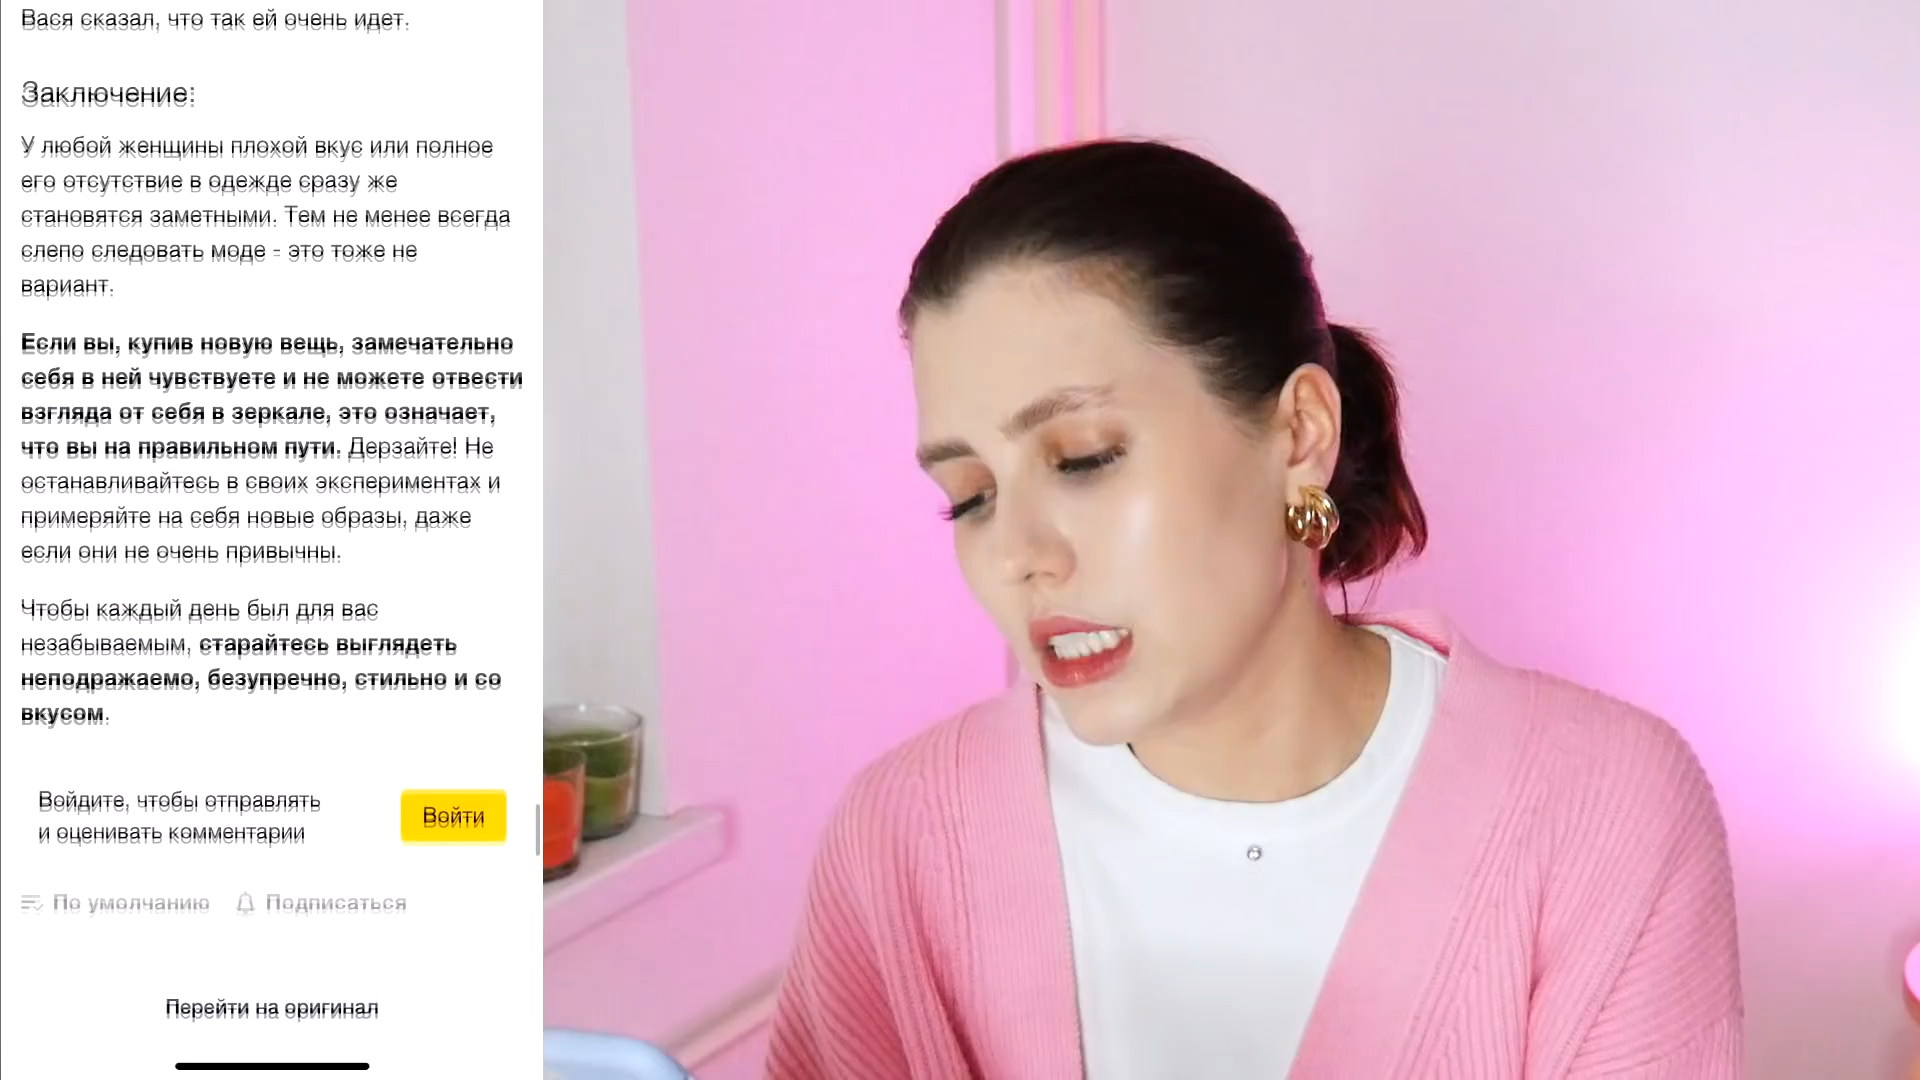 Вася сказал, что так ей очень идет.
Заключение:
У любой женщины плохой вкус или полное
его отсутствие в одежде сразу же
становятся заметными. Тем не менее всегда
слепо следовать моде - это тоже не
вариант.
Если вы, купив новую вещь, замечательно
себя в ней чувствуете и не можете отвести
взгляда от себя в зеркале, это означает,
что вы на правильном пути. Дерзайте! Не
останавливайтесь в своих экспериментах и
примеряйте на себя новые образы, даже
если они не очень привычны.
Чтобы каждый день был для вас
незабываемым, старайтесь выглядеть
неподражаемо, безупречно, стильно и со
вкусом.
Войдите, чтобы отправлять
и оценивать комментарии
Войти
По умолчанию Подписаться
Перейти на оригинал